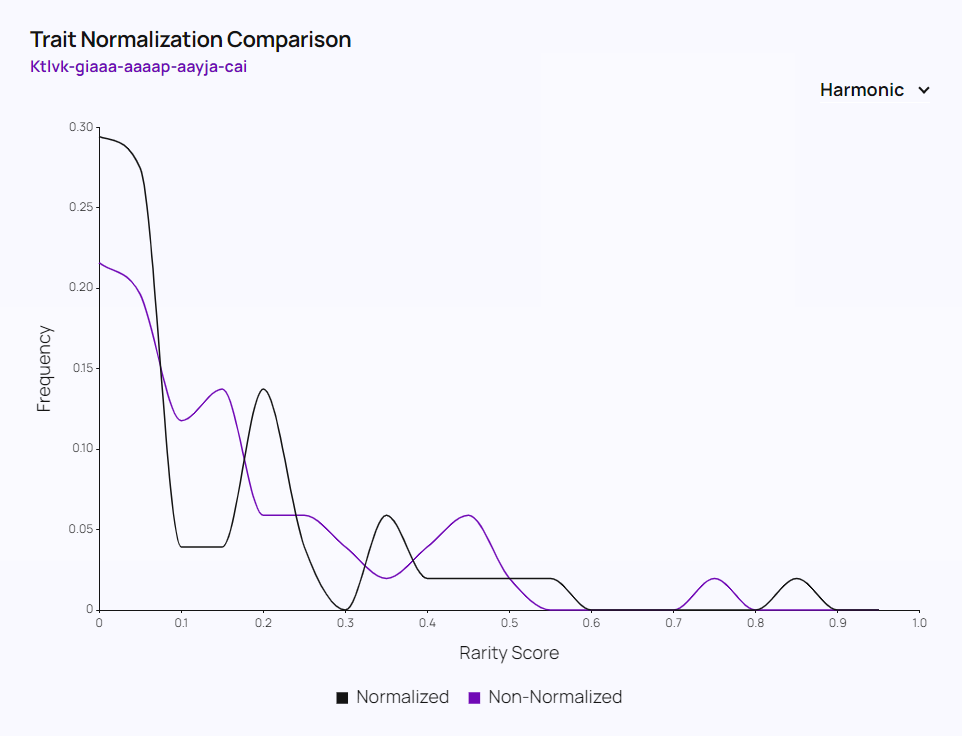 Trait Normalization Comparison
Ktlvk-giaaa-aaaap-aayja-cai
Harmonic
0.30
0.25
0.20
0.15
0.10
0.05
0
Frequency
0 0.1 0.2 0.3 0.4 0.5 0.6 0.7 0.8 0.9 1.0
Rarity Score
Normalized Non-Normalized